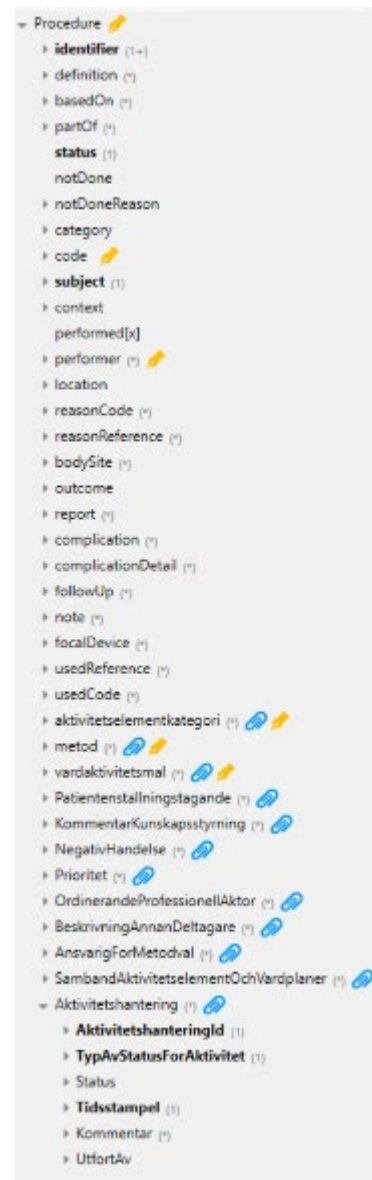 Procedure
identifier (1+)
definition (*)
basedOn (*)
partOf (*)
status (1)
notDone
notDoneReason
category
code
subject (1)
context
performed[x]
performer (*)
location
reasonCode (*)
reasonReference (*)
bodySite (*)
outcome
report (*)
complication (*)
complicationDetail (*)
followUp (*)
note (*)
focalDevice (*)
usedReference (*)
usedCode (*)
aktivitetselementkategori (*)
metod (*)
vardaktivitetsmal (*)
Patientenstallningstagande (*)
KommentarKunskapsstyrning (*)
NegativHandelse (*)
Prioritet (*)
OrdinerandeProfessionellAktor (*)
BeskrivningAnnanDeltagare (*)
AnsvarigForMetodval (*)
SambandAktivitetselementOchVardplaner (*)
Aktivitetshantering (*)
AktivitetshanteringId (1)
TypAvStatusForAktivitet (1)
Status
Tidsstampel (1)
Kommentar (*)
UtfortAv